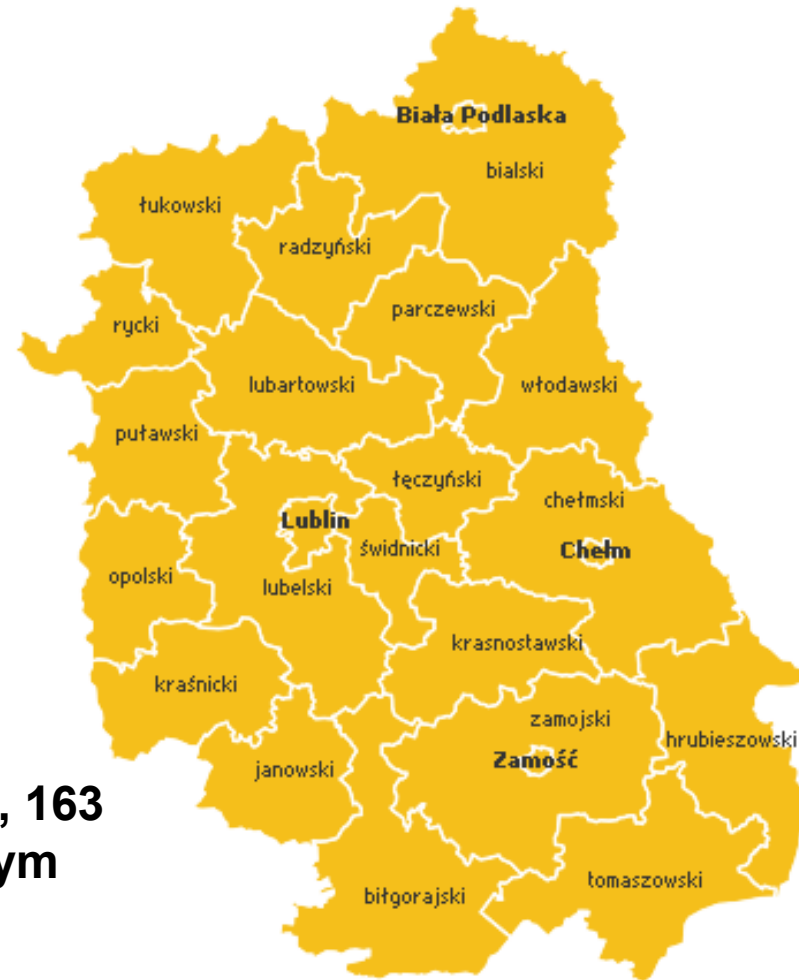 Biała Podlaska
bialski
łukowski
radzyński
parczewski
rycki
lubartowski
włodawski
puławski
łęczyński
chełmski
Lublin
świdnicki
Chełm
opolski
lubelski
krasnostawski
kraśnicki
zamojski
hrubieszowski
Zamość
janowski
, 163
ym
tomaszowski
biłgorajski